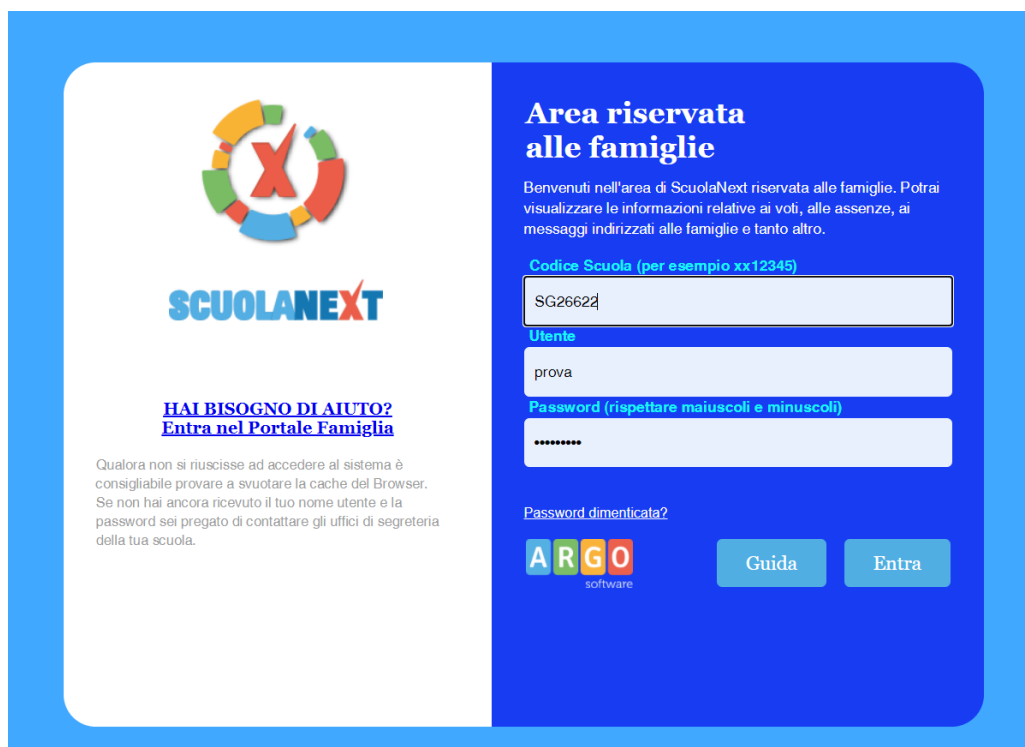 X
SCUOLANEXT
HAI BISOGNO DI AIUTO?
Entra nel Portale Famiglia
Qualora non si riuscisse ad accedere al sistema è
consigliabile provare a svuotare la cache del Browser.
Se non hai ancora ricevuto il tuo nome utente e la
password sei pregato di contattare gli uffici di segreteria
della tua scuola.
Area riservata
alle famiglie
Benvenuti nell'area di ScuolaNext riservata alle famiglie. Potrai
visualizzare le informazioni relative ai voti, alle assenze, ai
messaggi indirizzati alle famiglie e tanto altro.
Codice Scuola (per esempio xx12345)
SG26622
Utente
prova
Password (rispettare maiuscoli e minuscoli)
•••••••••
Password dimenticata?
ARGO
software
Guida
Entra